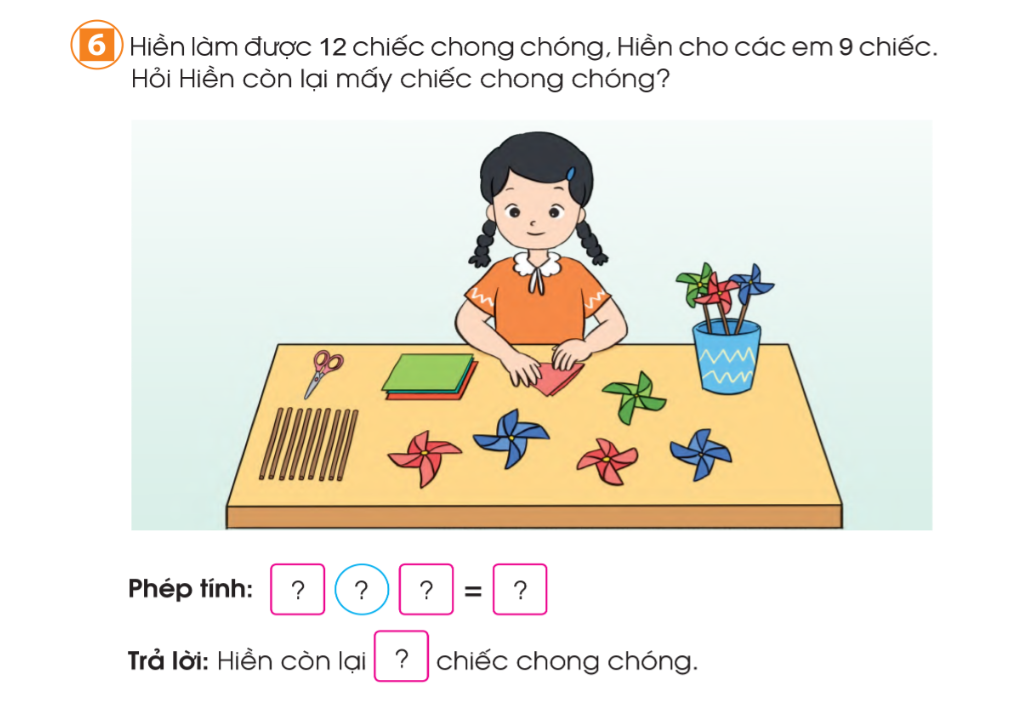 6 Hiền làm được 12 chiếc chong chóng, Hiền cho các em 9 chiếc.
Hỏi Hiền còn lại mấy chiếc chong chóng?
Phép tính: ? ? ? = ?
Trả lời: Hiền còn lại ? chiếc chong chóng.